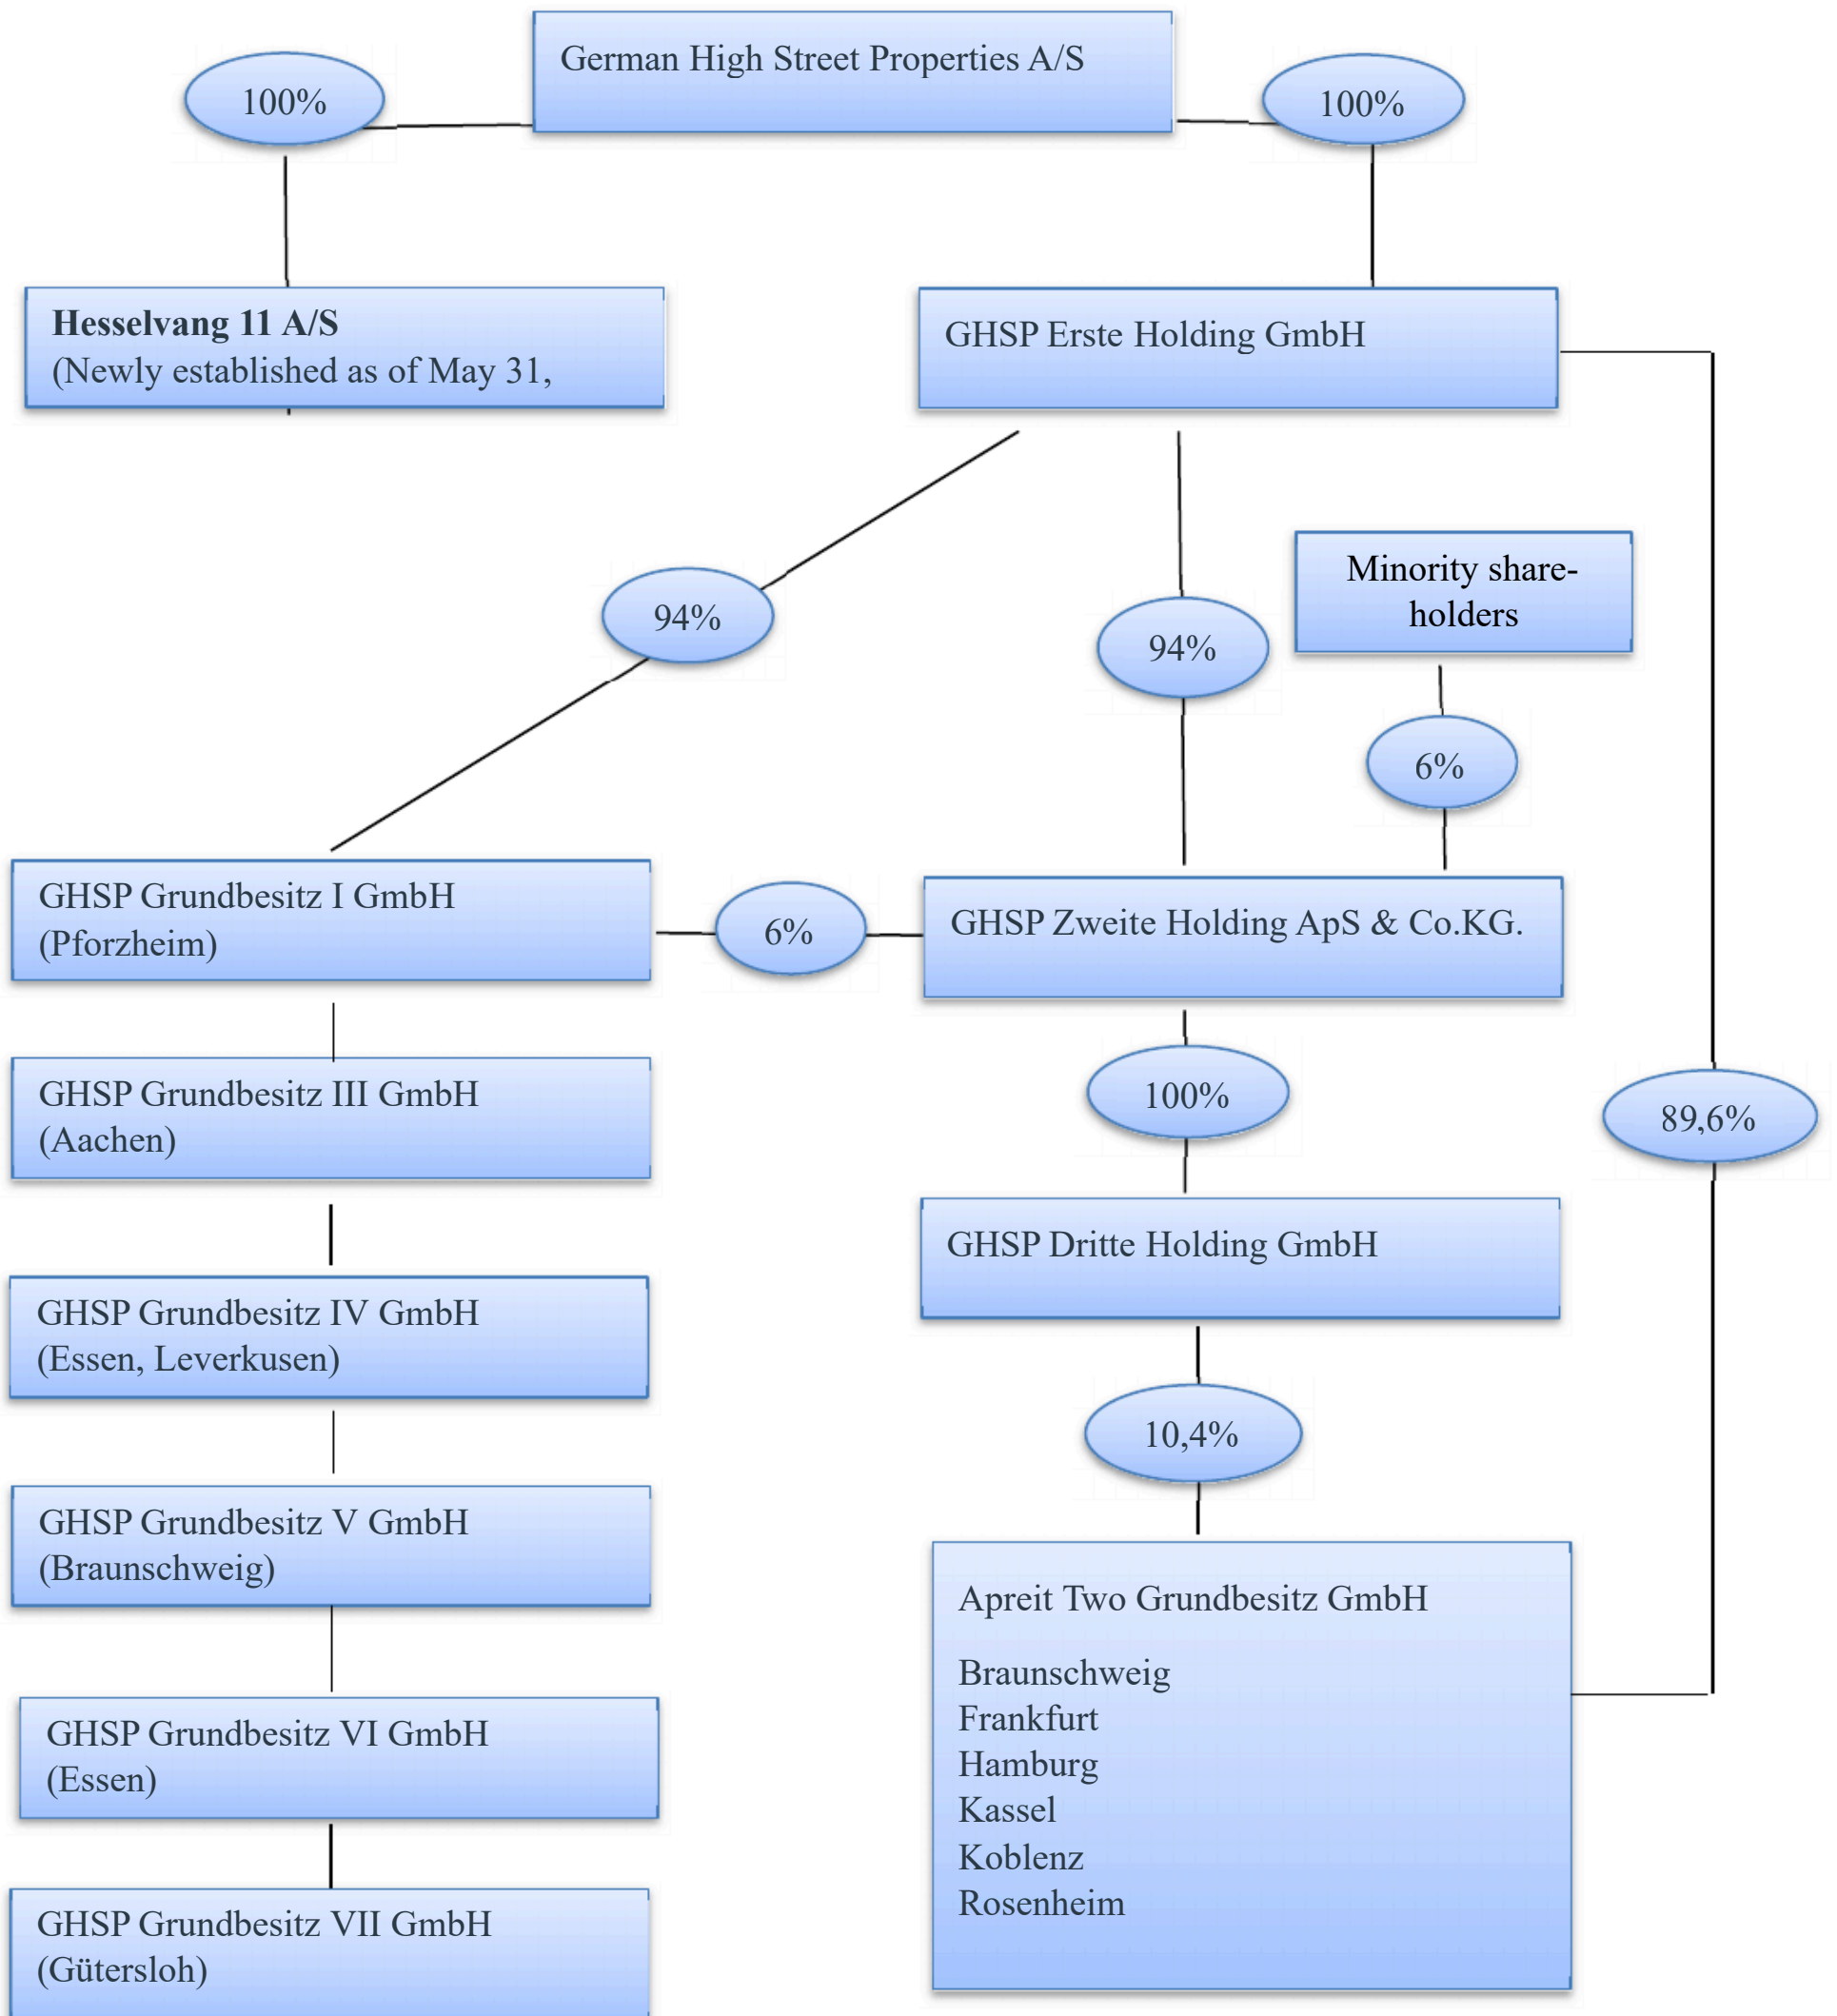 German High Street Properties A/S
100%
100%
Hesselvang 11 A/S
(Newly established as of May 31,
GHSP Erste Holding GmbH
94%
94%
Minority share-
holders
6%
GHSP Grundbesitz I GmbH
(Pforzheim)
6%
GHSP Zweite Holding ApS & Co.KG.
GHSP Grundbesitz III GmbH
(Aachen)
100%
89,6%
GHSP Dritte Holding GmbH
GHSP Grundbesitz IV GmbH
(Essen, Leverkusen)
10,4%
GHSP Grundbesitz V GmbH
(Braunschweig)
Apreit Two Grundbesitz GmbH
Braunschweig
Frankfurt
Hamburg
Kassel
Koblenz
Rosenheim
GHSP Grundbesitz VI GmbH
(Essen)
GHSP Grundbesitz VII GmbH
(Gütersloh)